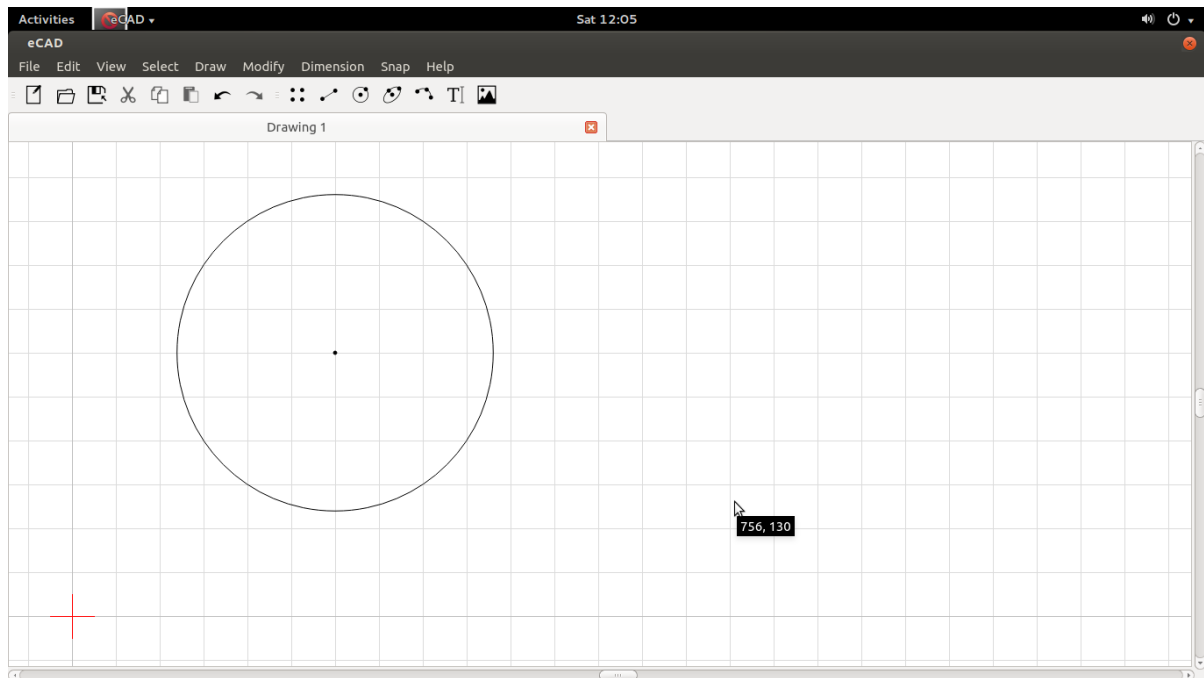 Activities eCAD Sat 12:05
eCAD
File Edit View Select Draw Modify Dimension Snap Help
T
Drawing 1
756, 130